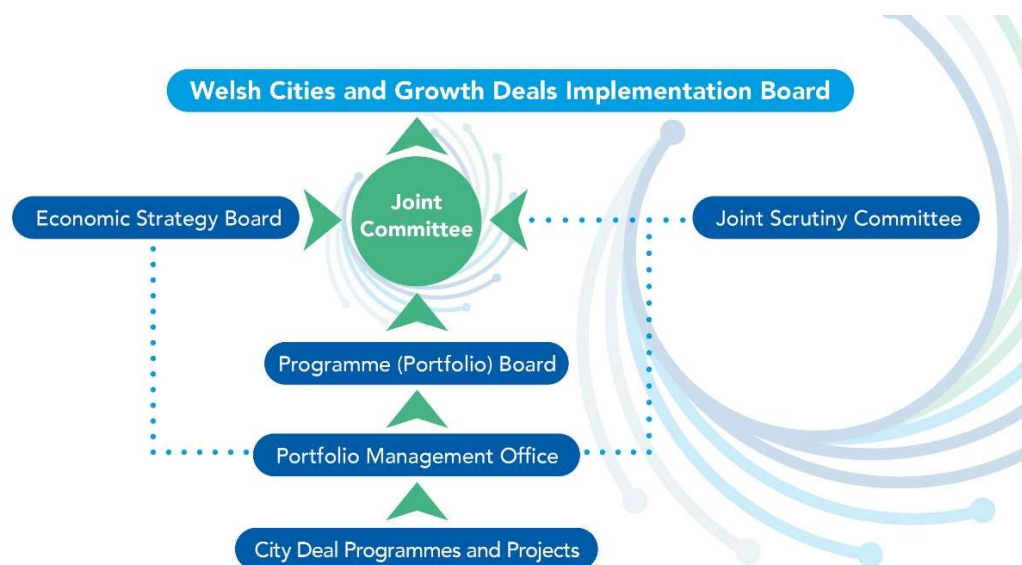 Welsh Cities and Growth Deals Implementation Board
Economic Strategy Board
Joint
Committee
Joint Scrutiny Committee
Programme (Portfolio) Board
Portfolio Management Office
City Deal Programmes and Projects